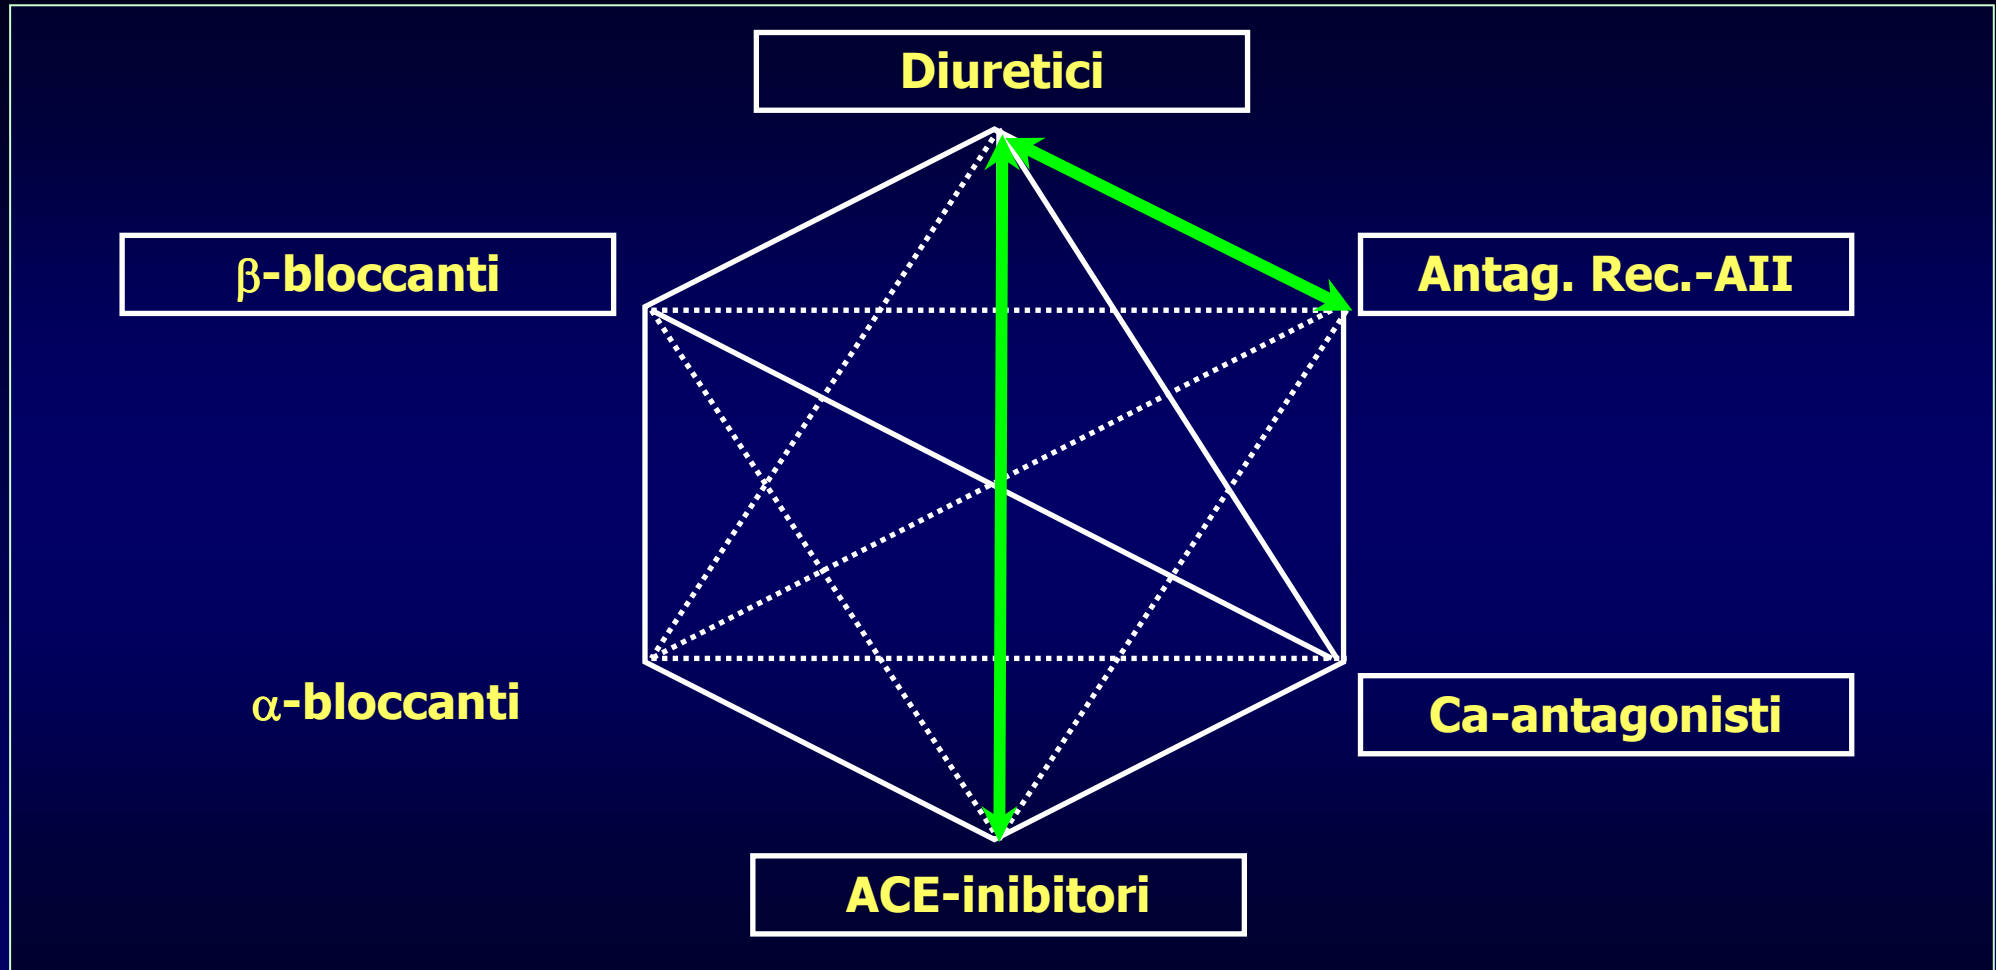 Diuretici
β-bloccanti
Antag. Rec.-AII
α-bloccanti
Ca-antagonisti
ACE-inibitori